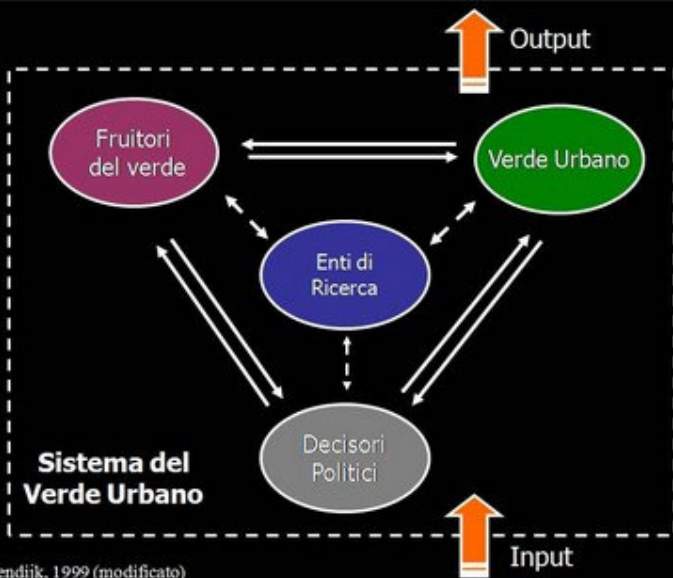 Output
Fruitori
del verde
Verde Urbano
Enti di
Ricerca
Decisori
Politici
Sistema del
Verde Urbano
Input
1999 (modificato)